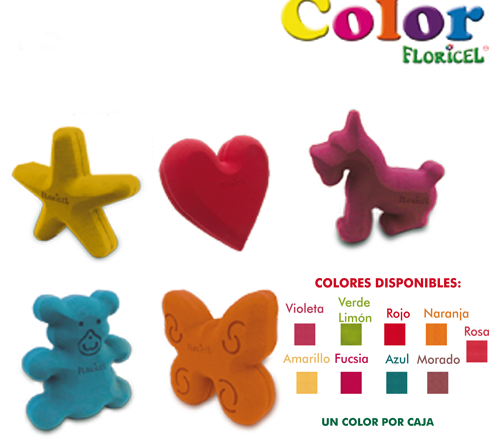 Color
FLORICEL
Floricel
Floricel
Floricel
Floricel
COLORES DISPONIBLES:
Violeta
Verde
Limón
Rojo
Naranja
Rosa
Amarillo
Fucsia
Azul
Morado
UN COLOR POR CAJA